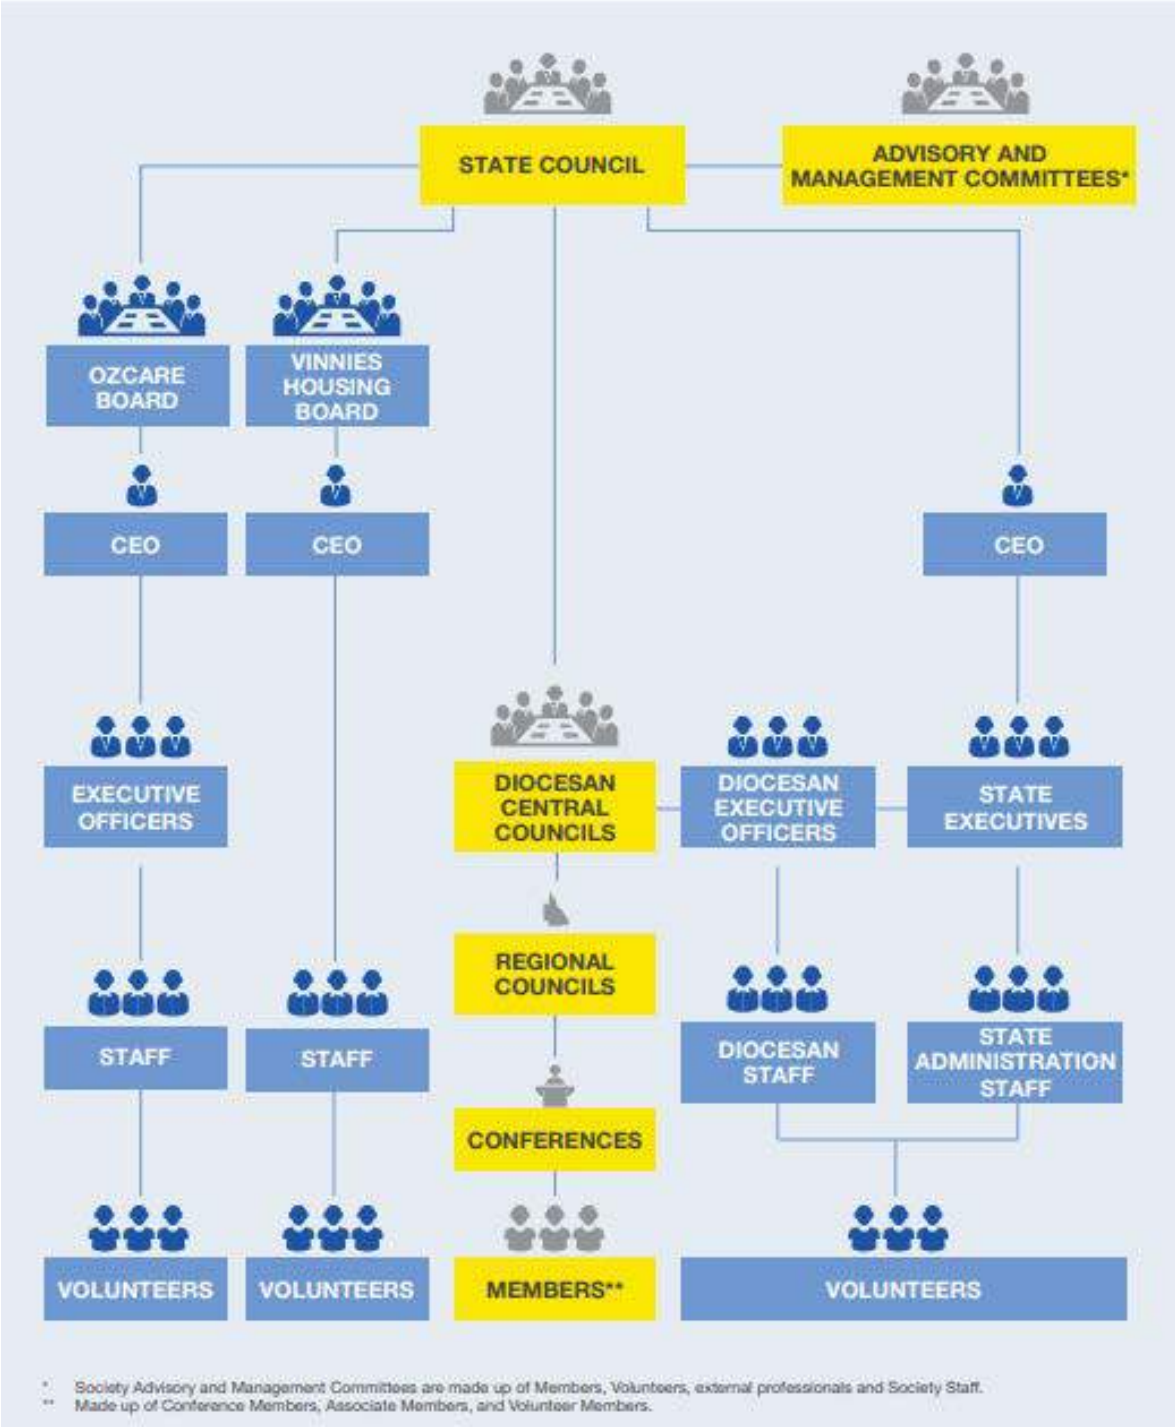 STATE COUNCIL
ADVISORY AND
MANAGEMENT COMMITTEES*
OZCARE
BOARD
VINNIES
HOUSING
BOARD
CEO
CEO
CEO
EXECUTIVE
OFFICERS
DIOCESAN
CENTRAL
COUNCILS
DIOCESAN
EXECUTIVE
OFFICERS
STATE
EXECUTIVES
REGIONAL
COUNCILS
STAFF
STAFF
DIOCESAN
STAFF
STATE
ADMINISTRATION
STAFF
CONFERENCES
VOLUNTEERS
VOLUNTEERS
MEMBERS**
VOLUNTEERS
* Society Advisory and Management Committees are made up of Members, Volunteers, external professionals and Society Staff.
** Made up of Conference Members, Associate Members, and Volunteer Members.